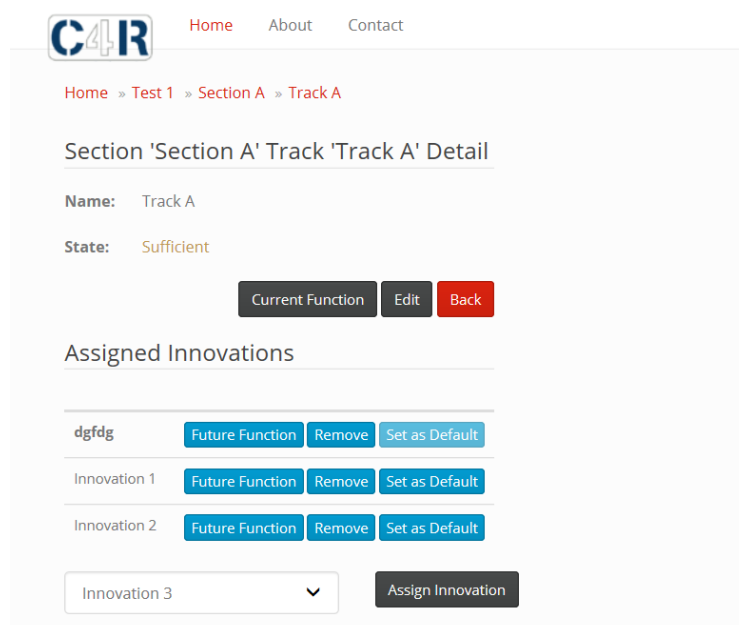 C4R Home About Contact
Home » Test 1 » Section A » Track A
Section 'Section A' Track 'Track A' Detail
Name: Track A
State: Sufficient
Current Function Edit Back
Assigned Innovations
dgfdg Future Function Remove Set as Default
Innovation 1 Future Function Remove Set as Default
Innovation 2 Future Function Remove Set as Default
Innovation 3 Assign Innovation